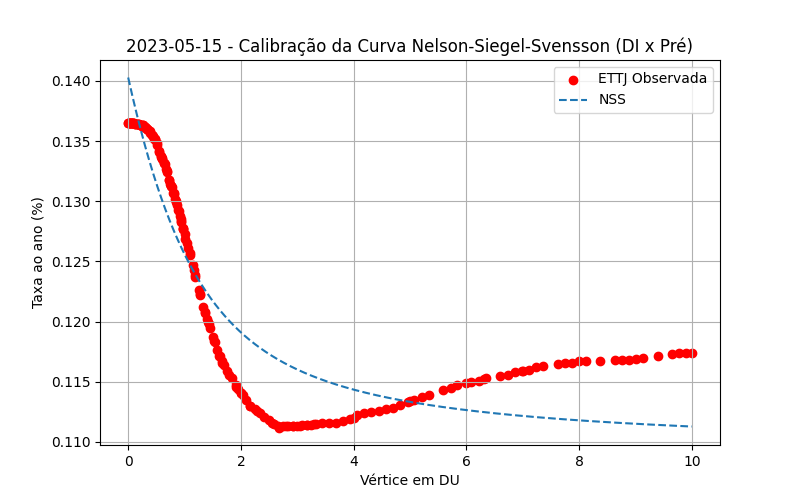 2023-05-15 - Calibração da Curva Nelson-Siegel-Svensson (DI x Pré)
ETTJ Observada
NSS
Taxa ao ano (%)
0.140
0.135
0.130
0.125
0.120
0.115
0.110
0 2 4 6 8 10
Vértice em DU